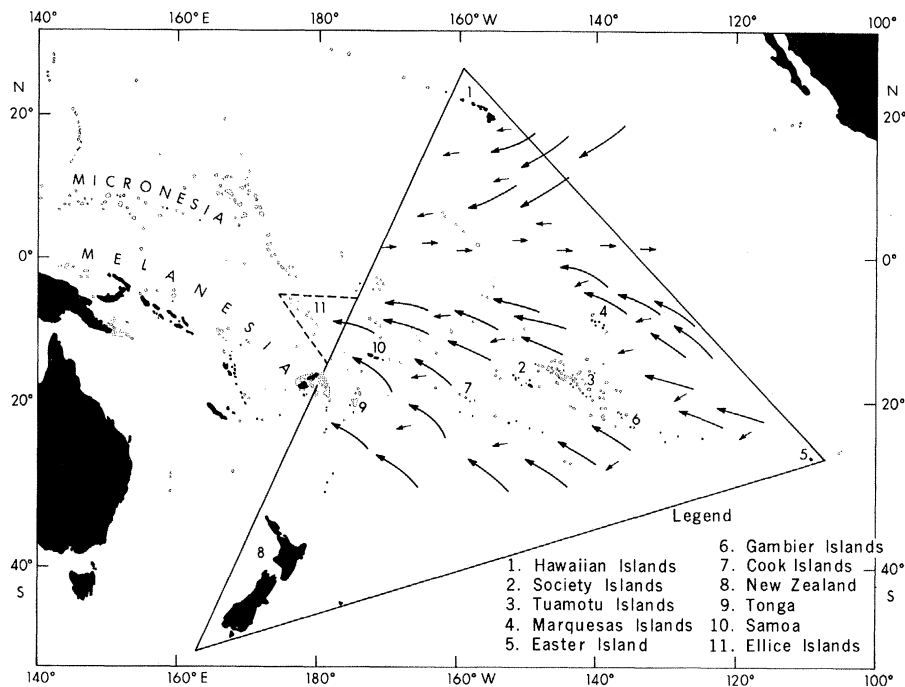 140° 160° E 180° 160° W 140° 120° 100°
N N
20° 20°
1
MICRONESIA
0° 0°
MELANESIA
11
4
10
2 3
7
9
20° 20°
6
5
Legend
8
40° 40°
S S
1. Hawaiian Islands
2. Society Islands
3. Tuamotu Islands
4. Marquesas Islands
5. Easter Island
6. Gambier Islands
7. Cook Islands
8. New Zealand
9. Tonga
10. Samoa
11. Ellice Islands
140° 160° E 180° 160° W 140° 120° 100°